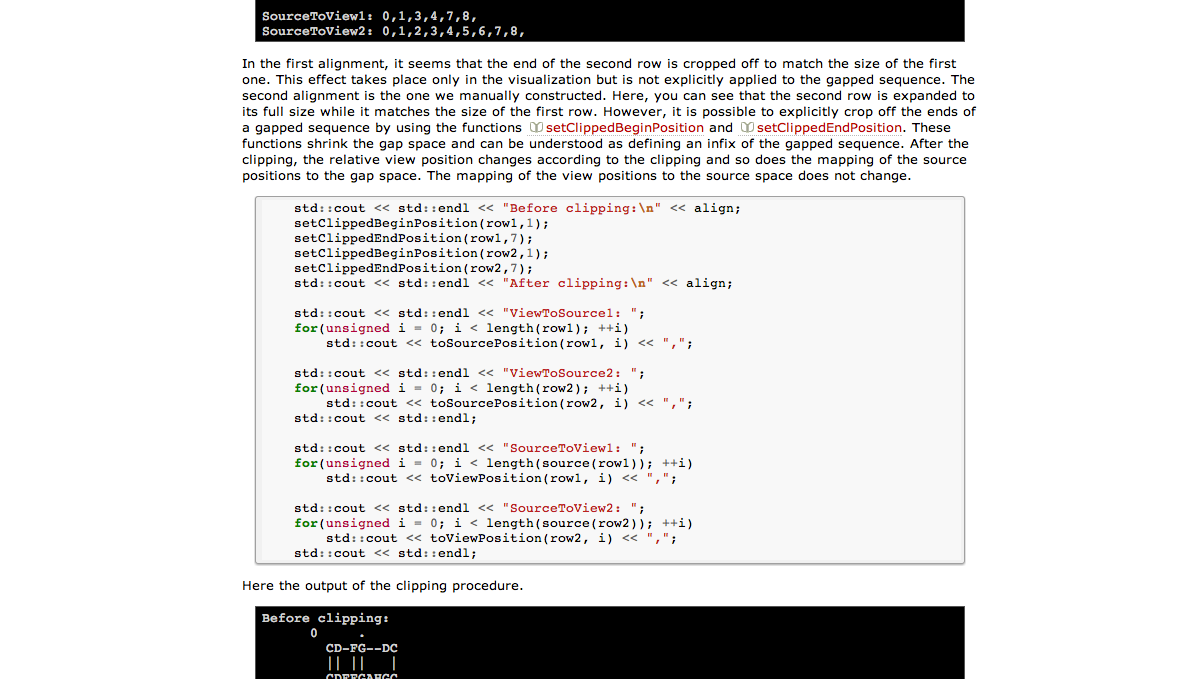 SourceToView1: 0,1,3,4,7,8,
SourceToView2: 0,1,2,3,4,5,6,7,8,
In the first alignment, it seems that the end of the second row is cropped off to match the size of the first
one. This effect takes place only in the visualization but is not explicitly applied to the gapped sequence. The
second alignment is the one we manually constructed. Here, you can see that the second row is expanded to
its full size while it matches the size of the first row. However, it is possible to explicitly crop off the ends of
a gapped sequence by using the functions setClippedBeginPosition and setClippedEndPosition. These
functions shrink the gap space and can be understood as defining an infix of the gapped sequence. After the
clipping, the relative view position changes according to the clipping and so does the mapping of the source
positions to the gap space. The mapping of the view positions to the source space does not change.
std::cout << std::endl << "Before clipping:\n" << align;
setClippedBeginPosition(row1,1);
setClippedEndPosition(row1,7);
setClippedBeginPosition(row2,1);
setClippedEndPosition(row2,7);
std::cout << std::endl << "After clipping:\n" << align;
std::cout << std::endl << "ViewToSource1: ";
for(unsigned i = 0; i < length(row1); ++i)
std::cout << toSourcePosition(row1, i) << ",";
std::cout << std::endl << "ViewToSource2: ";
for(unsigned i = 0; i < length(row2); ++i)
std::cout << toSourcePosition(row2, i) << ",";
std::cout << std::endl;
std::cout << std::endl << "SourceToView1: ";
for(unsigned i = 0; i < length(source(row1)); ++i)
std::cout << toViewPosition(row1, i) << ",";
std::cout << std::endl << "SourceToView2: ";
for(unsigned i = 0; i < length(source(row2)); ++i)
std::cout << toViewPosition(row2, i) << ",";
std::cout << std::endl;
Here the output of the clipping procedure.
Before clipping:
0 .
CD-FG--DC
|| || |
CDEFGAHGC